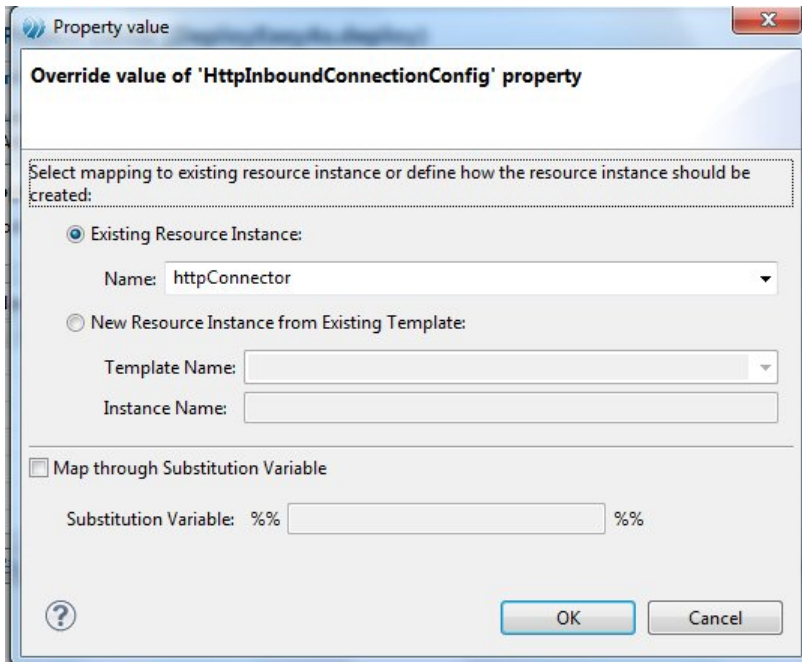 Property value
Override value of 'HttpInboundConnectionConfig' property
Select mapping to existing resource instance or define how the resource instance should be
created:
Existing Resource Instance:
Name: httpConnector
New Resource Instance from Existing Template:
Template Name:
Instance Name:
Map through Substitution Variable
Substitution Variable: %% %%
OK Cancel